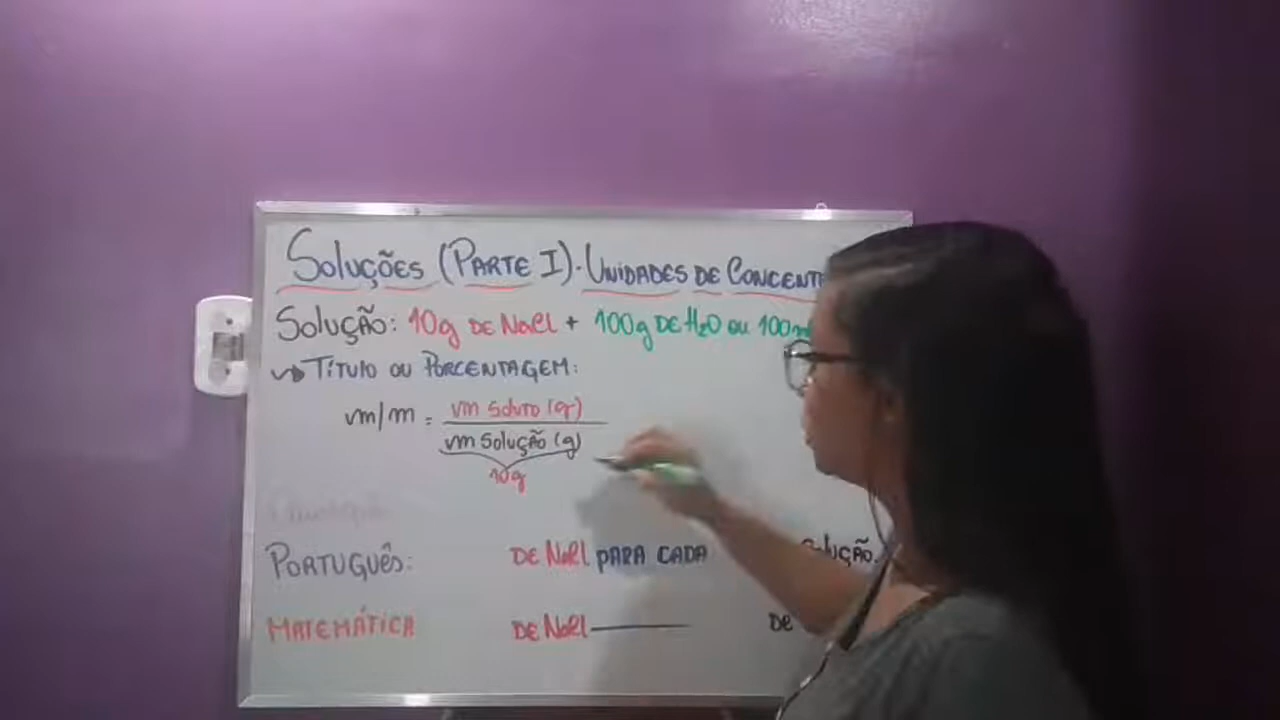 Soluções (Parte I). Unidades de Concent
Solução: 10g de NaCl + 100g de H₂O ou 100m
↪ Título ou Porcentagem:
m/m = m soluto (g)
m solução (g)
10g
Português: de NaCl para cada solução.
Matemática de NaCl ——— de